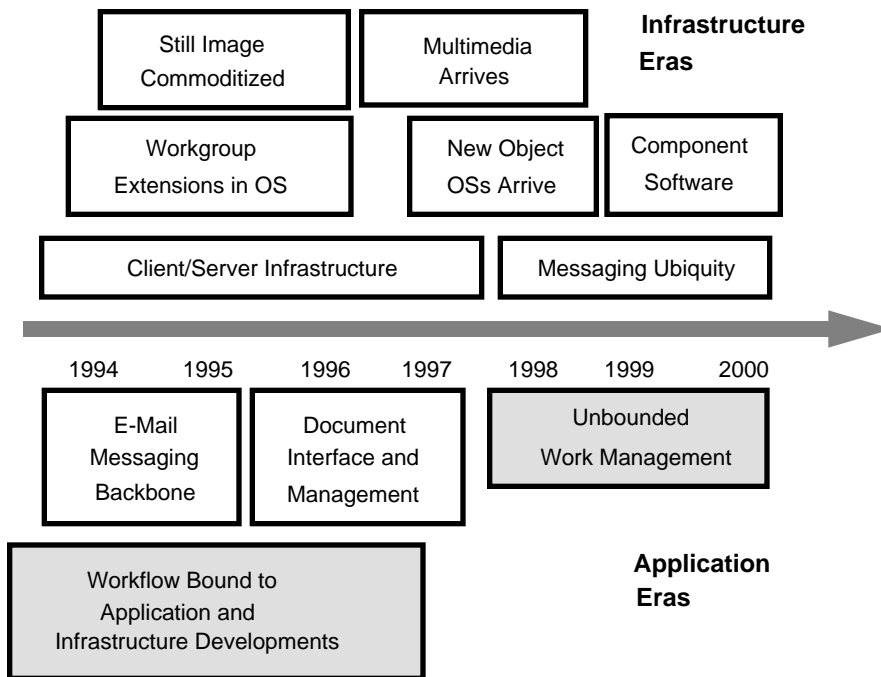 Infrastructure
Eras
Still Image
Commoditized
Multimedia
Arrives
Workgroup
Extensions in OS
New Object
OSs Arrive
Component
Software
Client/Server Infrastructure
Messaging Ubiquity
1994 1995 1996 1997 1998 1999 2000
E-Mail
Messaging
Backbone
Document
Interface and
Management
Unbounded
Work Management
Workflow Bound to
Application and
Infrastructure Developments
Application
Eras